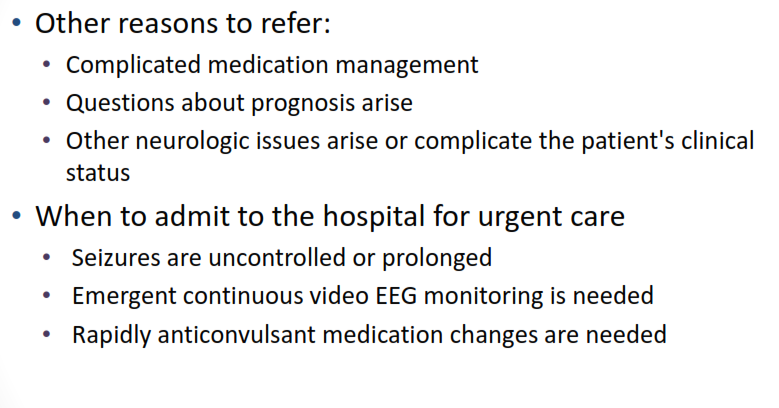 • Other reasons to refer:
• Complicated medication management
• Questions about prognosis arise
• Other neurologic issues arise or complicate the patient's clinical
status
• When to admit to the hospital for urgent care
• Seizures are uncontrolled or prolonged
• Emergent continuous video EEG monitoring is needed
• Rapidly anticonvulsant medication changes are needed